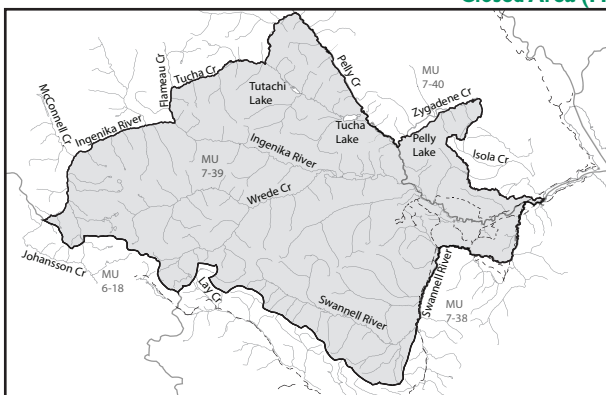 MU
7-40
Pelly Cr
Flameau Cr
Tucha Cr
Tutachi
Lake
Zygadene Cr
McConnell Cr
Ingenika River
Tucha
Lake
Pelly
Lake
Isola Cr
Ingenika River
MU
7-39
Wrede Cr
Johansson Cr
MU
6-18
Lay Cr
Swannell River
Swannell River
MU
7-38